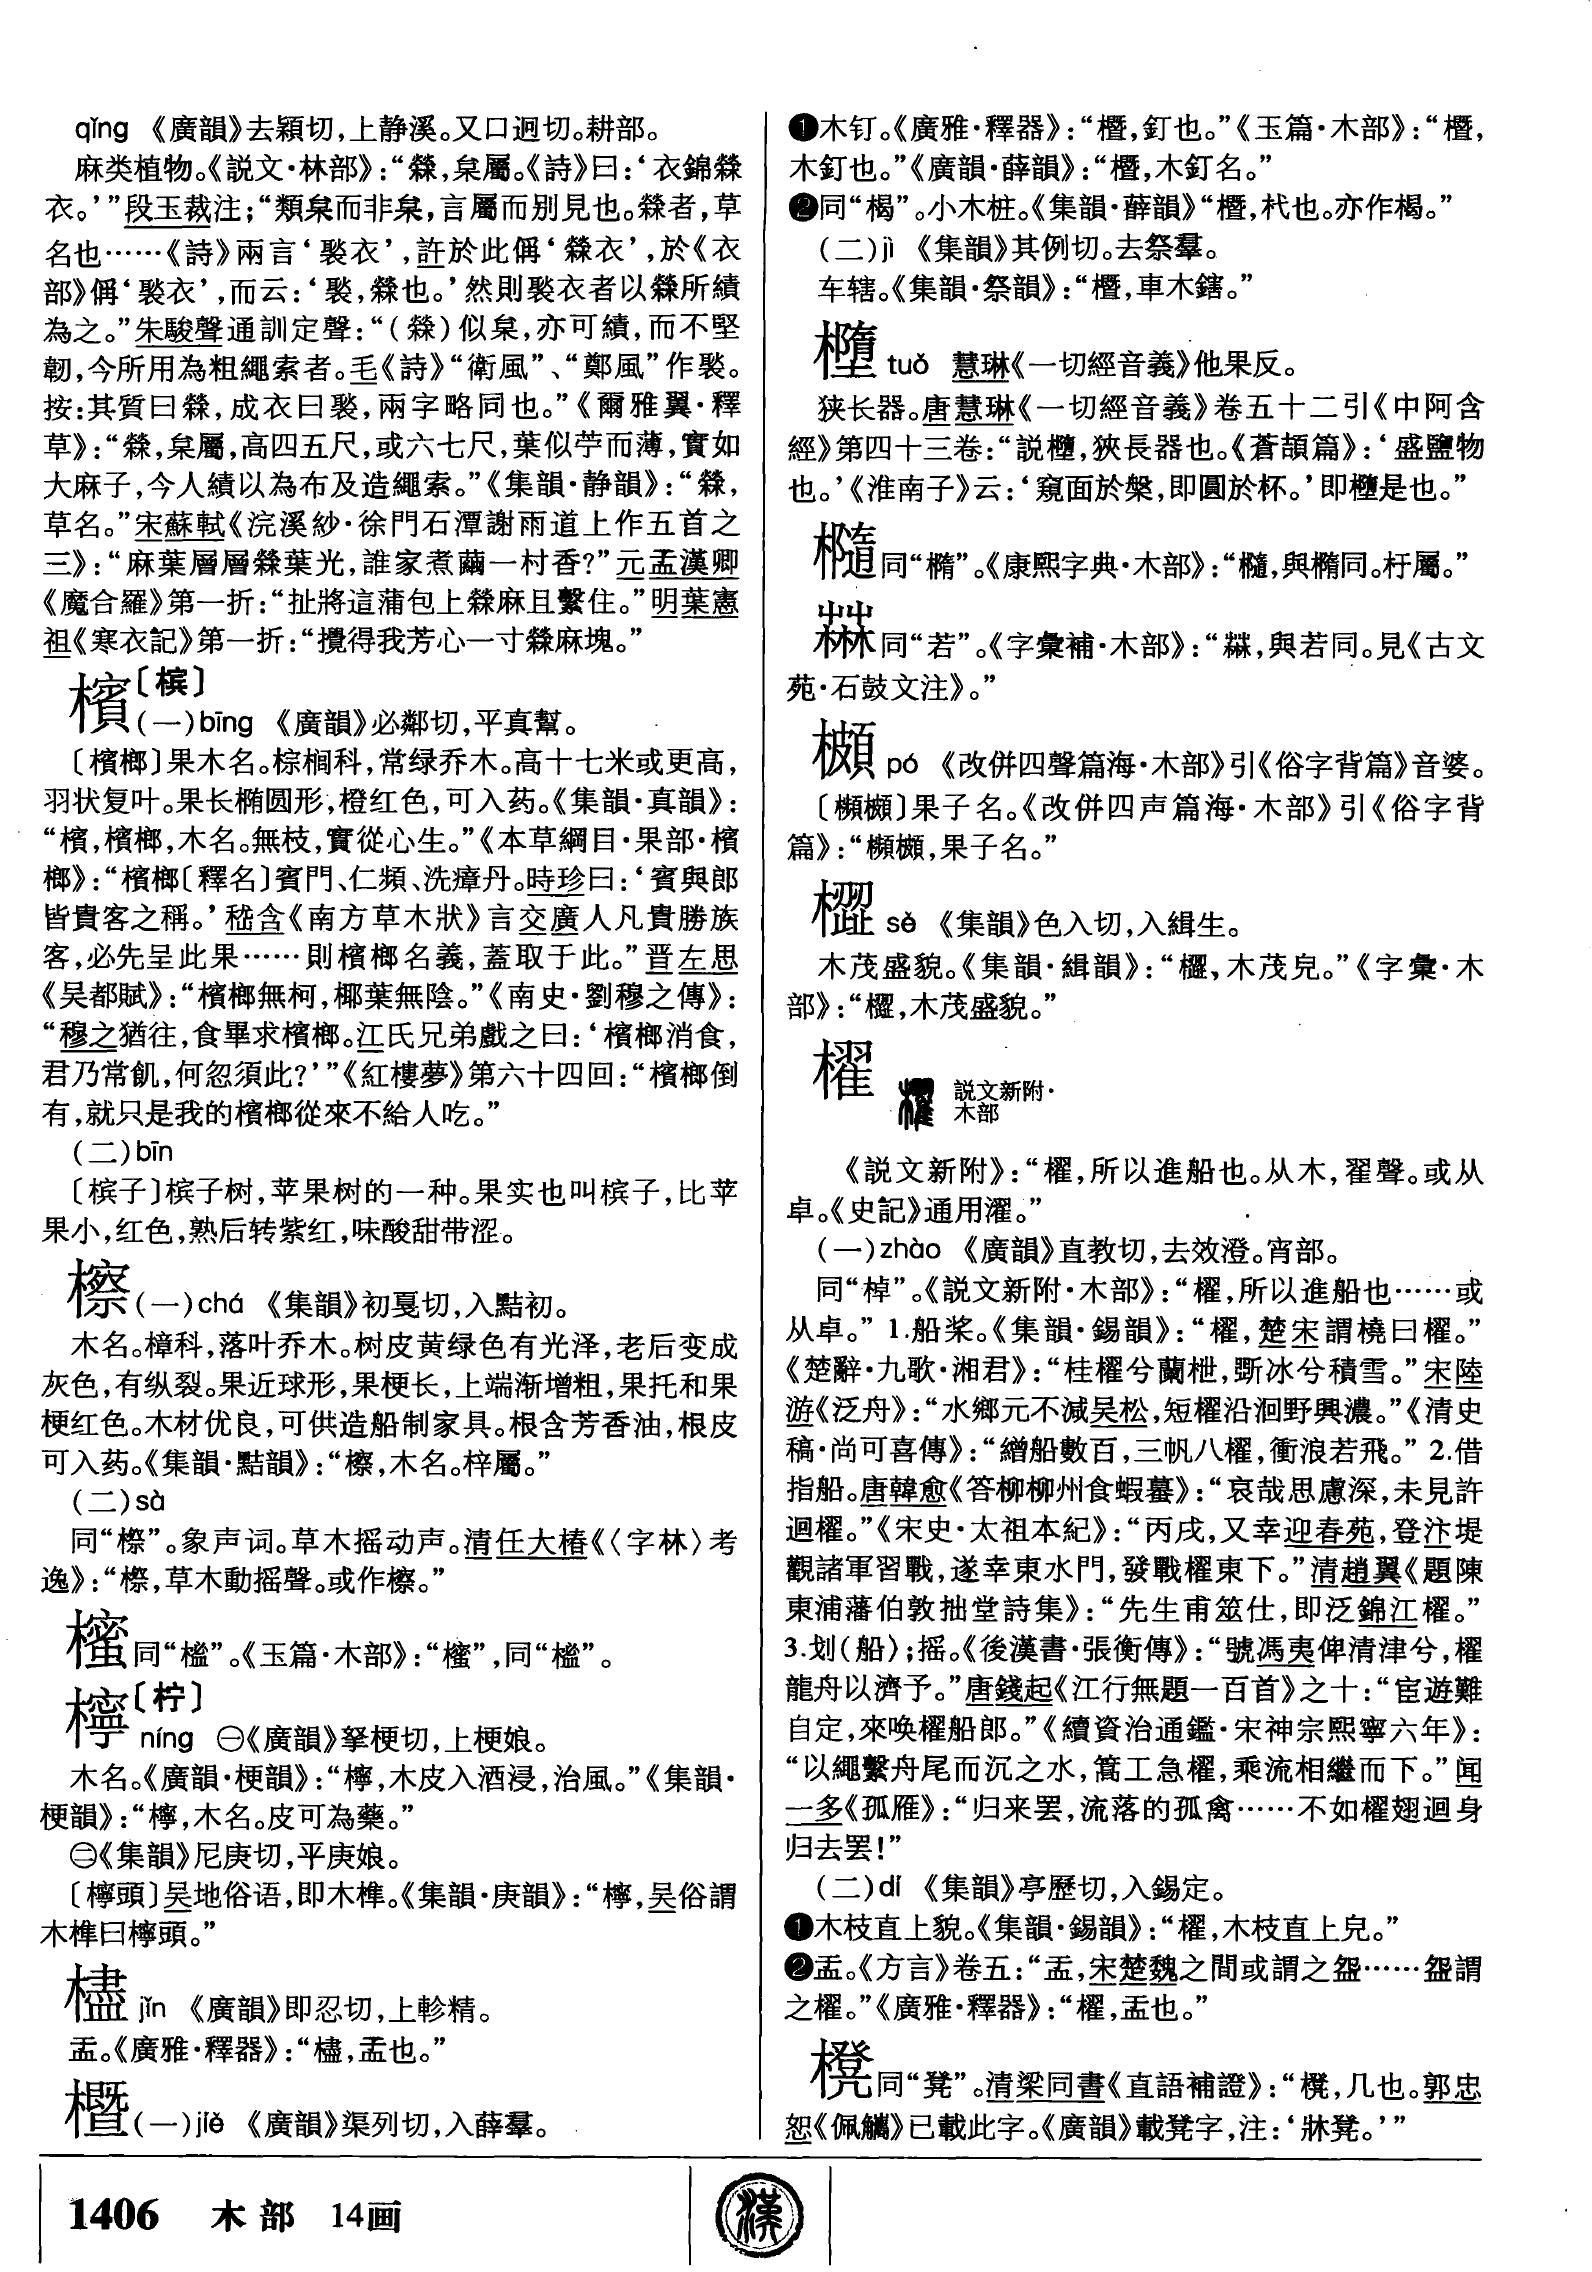 qǐng 《廣韻》去潁切，上静溪。又口迥切。耕部。
麻类植物。《説文·林部》：“檾，枲屬。《詩》曰：‘衣錦檾
衣。’”段玉裁注；“類枲而非枲，言屬而别見也。檾者，草
名也……《詩》兩言‘褧衣’，許於此偁‘檾衣’，於《衣
部》偁‘褧衣’，而云：‘褧，檾也。’然則褧衣者以檾所績
為之。”朱駿聲通訓定聲：“（檾）似枲，亦可績，而不堅
韌，今所用為粗繩索者。毛《詩》“衛風”、“鄭風”作褧。
按：其質曰檾，成衣曰褧，兩字略同也。”《爾雅翼·釋
草》：“檾，枲屬，高四五尺，或六七尺，葉似苧而薄，實如
大麻子，今人績以為布及造繩索。”《集韻·静韻》：“檾，
草名。”宋蘇軾《浣溪紗·徐門石潭謝雨道上作五首之
三》：“麻葉層層檾葉光，誰家煮繭一村香?”元孟漢卿
《魔合羅》第一折：“扯將這蒲包上檾麻且繫住。”明葉憲
祖《寒衣記》第一折：“攪得我芳心一寸檾麻塊。”
檳〔槟〕
（一）bīng 《廣韻》必鄰切，平真幫。
〔檳榔〕果木名。棕榈科，常绿乔木。高十七米或更高，
羽状复叶。果长椭圆形，橙红色，可入药。《集韻·真韻》：
“檳，檳榔，木名。無枝，實從心生。”《本草綱目·果部·檳
榔》：“檳榔〔釋名〕賓門、仁頻、洗瘴丹。時珍曰：‘賓與郎
皆貴客之稱。’嵇含《南方草木狀》言交廣人凡貴勝族
客，必先呈此果……則檳榔名義，蓋取于此。”晋左思
《吴都賦》：“檳榔無柯，椰葉無陰。”《南史·劉穆之傳》：
“穆之猶往，食畢求檳榔。江氏兄弟戲之曰：‘檳榔消食，
君乃常飢，何忽須此?’”《紅樓夢》第六十四回：“檳榔倒
有，就只是我的檳榔從來不給人吃。”
（二）bīn
〔槟子〕槟子树，苹果树的一种。果实也叫槟子，比苹
果小，红色，熟后转紫红，味酸甜带涩。
檫（一）chá 《集韻》初戛切，入黠初。
木名。樟科，落叶乔木。树皮黄绿色有光泽，老后变成
灰色，有纵裂。果近球形，果梗长，上端渐增粗，果托和果
梗红色。木材优良，可供造船制家具。根含芳香油，根皮
可入药。《集韻·黠韻》：“檫，木名。梓屬。”
（二）sà
同“㮓”。象声词。草木摇动声。清任大椿《〈字林〉考
逸》：“㮓，草木動摇聲。或作檫。”
櫁同“樒”。《玉篇·木部》：“櫁”，同“樒”。
檸〔柠〕
níng ㊀《廣韻》拏梗切，上梗娘。
木名。《廣韻·梗韻》：“檸，木皮入酒浸，治風。”《集韻·
梗韻》：“檸，木名。皮可為藥。”
㊁《集韻》尼庚切，平庚娘。
〔檸頭〕吴地俗语，即木榫。《集韻·庚韻》：“檸，吴俗謂
木榫曰檸頭。”
㯸jǐn 《廣韻》即忍切，上軫精。
盂。《廣雅·釋器》：“㯸，盂也。”
㯰（一）jié 《廣韻》渠列切，入薛羣。
❶木钉。《廣雅·釋器》：“㯰，釘也。”《玉篇·木部》：“㯰，
木釘也。”《廣韻·薛韻》：“㯰，木釘名。”
❷同“楬”。小木桩。《集韻·薛韻》“㯰，杙也。亦作楬。”
（二）jì 《集韻》其例切。去祭羣。
车辖。《集韻·祭韻》：“㯰，車木鎋。”
tuǒ 慧琳《一切經音義》他果反。
狭长器。唐慧琳《一切經音義》卷五十二引《中阿含
經》第四十三卷：“説，狹長器也。《蒼頡篇》：‘盛鹽物
也。’《淮南子》云：‘窺面於槃，即圓於杯。’即是也。”
同“橢”。《康熙字典·木部》：“，與橢同。杅屬。”
同“若”。《字彙補·木部》：“，與若同。見《古文
苑·石鼓文注》。”
pó 《改併四聲篇海·木部》引《俗字背篇》音婆。
〔〕果子名。《改併四声篇海·木部》引《俗字背
篇》：“，果子名。”
sè 《集韻》色入切，入緝生。
木茂盛貌。《集韻·緝韻》：“，木茂皃。”《字彙·木
部》：“，木茂盛貌。”
櫂 説文新附·
木部
《説文新附》：“櫂，所以進船也。从木，翟聲。或从
卓。《史記》通用濯。”
（一）zhào 《廣韻》直教切，去效澄。宵部。
同“棹”。《説文新附·木部》：“櫂，所以進船也……或
从卓。” 1.船桨。《集韻·錫韻》：“櫂，楚宋謂橈曰櫂。”
《楚辭·九歌·湘君》：“桂櫂兮蘭枻，斲冰兮積雪。”宋陸
游《泛舟》：“水鄉元不減吴松，短櫂沿洄野興濃。”《清史
稿·尚可喜傳》：“繒船數百，三帆八櫂，衝浪若飛。” 2.借
指船。唐韓愈《答柳柳州食蝦蟇》：“哀哉思慮深，未見許
迴櫂。”《宋史·太祖本紀》：“丙戌，又幸迎春苑，登汴堤
觀諸軍習戰，遂幸東水門，發戰櫂東下。”清趙翼《題陳
東浦藩伯敦拙堂詩集》：“先生甫筮仕，即泛錦江櫂。”
3.划（船）；摇。《後漢書·張衡傳》：“號馮夷俾清津兮，櫂
龍舟以濟予。”唐錢起《江行無題一百首》之十：“宦遊難
自定，來唤櫂船郎。”《續資治通鑑·宋神宗熙寧六年》：
“以繩繫舟尾而沉之水，篙工急櫂，乘流相繼而下。”闻
一多《孤雁》：“归来罢，流落的孤禽……不如櫂翅迴身
归去罢！”
（二）dí 《集韻》亭歷切，入錫定。
❶木枝直上貌。《集韻·錫韻》：“櫂，木枝直上皃。”
❷盂。《方言》卷五：“盂，宋楚魏之間或謂之㿿……㿿謂
之櫂。”《廣雅·釋器》：“櫂，盂也。”
櫈同“凳”。清梁同書《直語補證》：“櫈，几也。郭忠
恕《佩觿》已載此字。《廣韻》載凳字，注：‘牀凳。’”
1406 木部 14画
漢